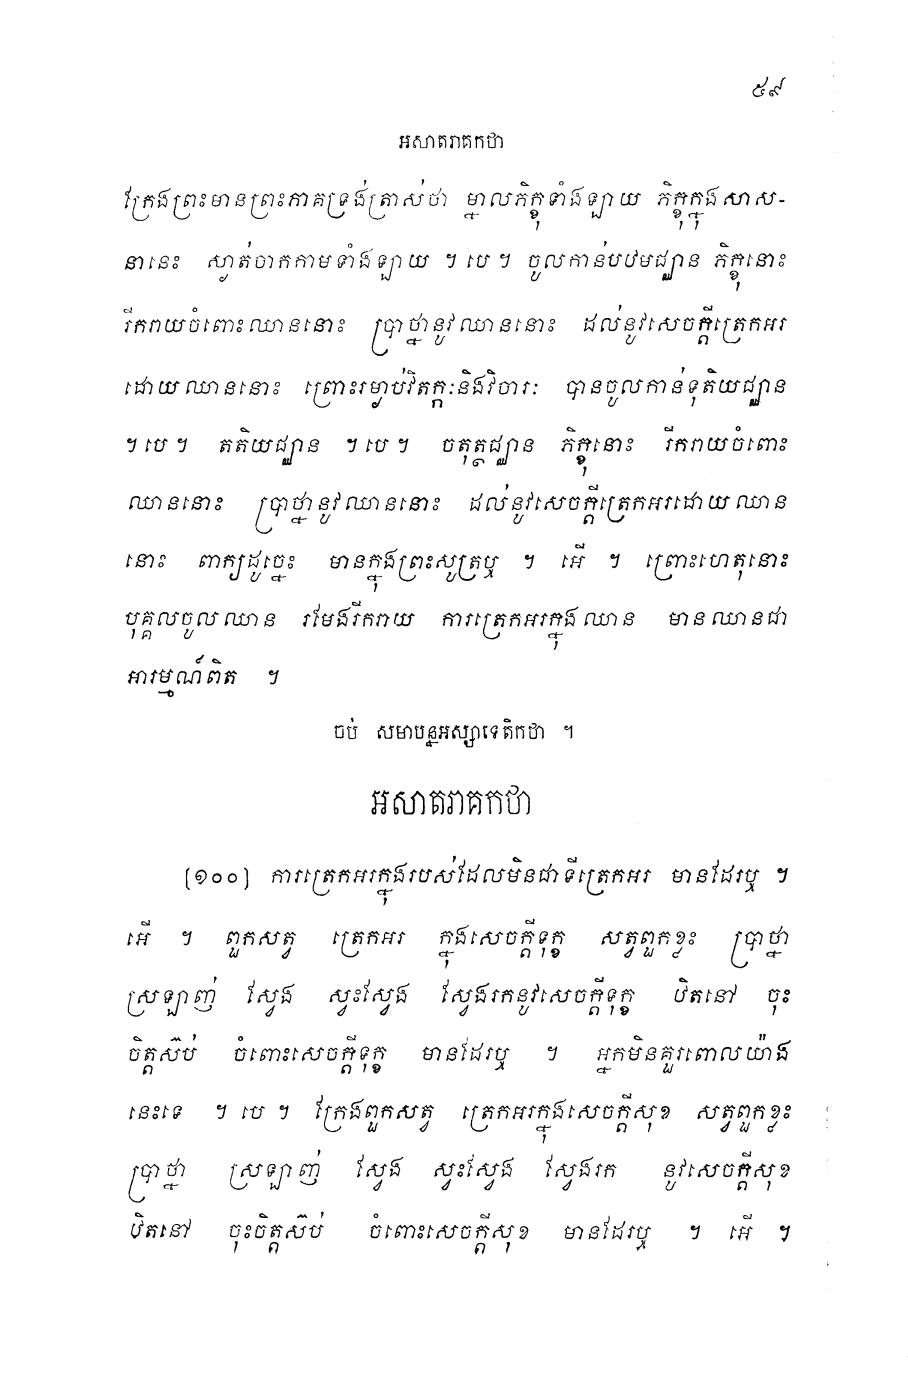 ៥៩
អសាតរាគកថា
ក្រែងព្រះមានព្រះភាគទ្រង់ត្រាស់ថា ម្នាលភិក្ខុទាំងឡាយ ភិក្ខុក្នុងសាស-
នានេះ ស្ងាត់ចាកកាមទាំងឡាយ ។ បេ ។ ចូលកាន់បឋមជ្ឈាន ភិក្ខុនោះ
រីករាយចំពោះឈាននោះ ប្រាថ្នានូវឈាននោះ ដល់នូវសេចក្តីត្រេកអរ
ដោយឈាននោះ ព្រោះរម្ងាប់វិតក្កៈនិងវិចារៈ បានចូលកាន់ទុតិយជ្ឈាន
។ បេ ។ តតិយជ្ឈាន ។ បេ ។ ចតុត្ថជ្ឈាន ភិក្ខុនោះ រីករាយចំពោះ
ឈាននោះ ប្រាថ្នានូវឈាននោះ ដល់នូវសេចក្តីត្រេកអរដោយឈាន
នោះ ពាក្យដូច្នេះ មានក្នុងព្រះសូត្រឬ ។ អើ ។ ព្រោះហេតុនោះ
បុគ្គលចូលឈាន រមែងរីករាយ ការត្រេកអរក្នុងឈាន មានឈានជា
អារម្មណ៍ពិត ។
ចប់ សមាបន្នអស្សាទេតិកថា ។
អសាតរាគកថា
(១០០) ការត្រេកអរក្នុងរបស់ដែលមិនជាទីត្រេកអរ មានដែរឬ ។
អើ ។ ពួកសត្វ ត្រេកអរ ក្នុងសេចក្តីទុក្ខ សត្វពួកខ្លះ ប្រាថ្នា
ស្រឡាញ់ ស្វែង ស្វះស្វែង ស្វែងរកនូវសេចក្តីទុក្ខ ឋិតនៅ ចុះ
ចិត្តស៊ប់ ចំពោះសេចក្តីទុក្ខ មានដែរឬ ។ អ្នកមិនគួរពោលយ៉ាង
នេះទេ ។ បេ ។ ក្រែងពួកសត្វ ត្រេកអរក្នុងសេចក្តីសុខ សត្វពួកខ្លះ
ប្រាថ្នា ស្រឡាញ់ ស្វែង ស្វះស្វែង ស្វែងរក នូវសេចក្តីសុខ
ឋិតនៅ ចុះចិត្តស៊ប់ ចំពោះសេចក្តីសុខ មានដែរឬ ។ អើ ។